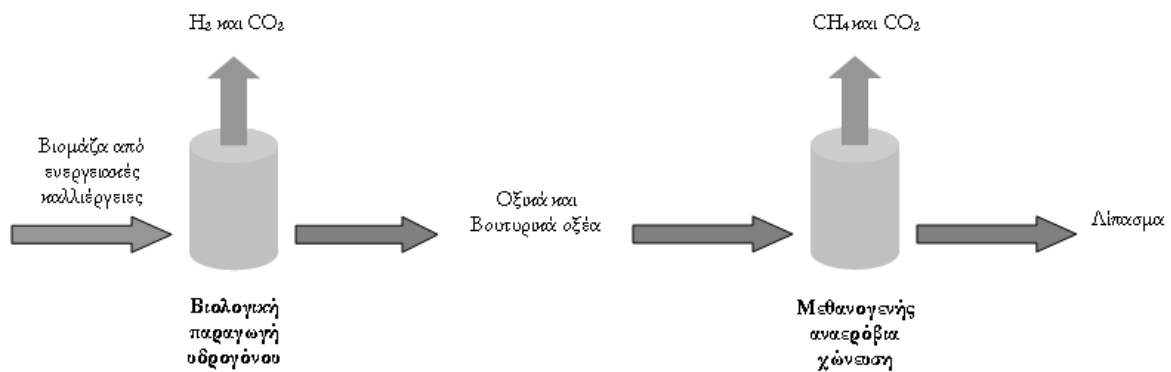 H₂ και CO₂
CH₄ και CO₂
Βιομάζα από
ενεργειακές
καλλιέργειες
Οξικά και
Βουτυρικά οξέα
Λίπασμα
Βιολογική
παραγωγή
υδρογόνου
Μεθανογενής
αναερόβια
χώνευση